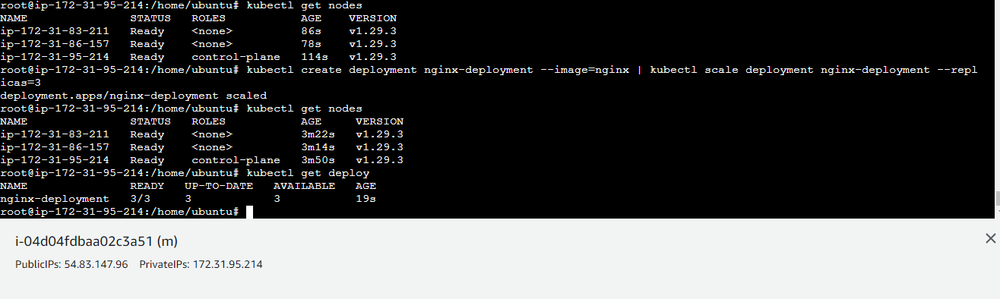 root@ip-172-31-95-214:/home/ubuntu# kubectl get nodes
NAME               STATUS   ROLES           AGE    VERSION
ip-172-31-83-211   Ready    <none>          86s    v1.29.3
ip-172-31-86-157   Ready    <none>          78s    v1.29.3
ip-172-31-95-214   Ready    control-plane   114s   v1.29.3
root@ip-172-31-95-214:/home/ubuntu# kubectl create deployment nginx-deployment --image=nginx | kubectl scale deployment nginx-deployment --repl
icas=3
deployment.apps/nginx-deployment scaled
root@ip-172-31-95-214:/home/ubuntu# kubectl get nodes
NAME               STATUS   ROLES           AGE     VERSION
ip-172-31-83-211   Ready    <none>          3m22s   v1.29.3
ip-172-31-86-157   Ready    <none>          3m14s   v1.29.3
ip-172-31-95-214   Ready    control-plane   3m50s   v1.29.3
root@ip-172-31-95-214:/home/ubuntu# kubectl get deploy
NAME               READY   UP-TO-DATE   AVAILABLE   AGE
nginx-deployment   3/3     3            3           19s
root@ip-172-31-95-214:/home/ubuntu#
i-04d04fdbaa02c3a51 (m)
PublicIPs: 54.83.147.96 PrivateIPs: 172.31.95.214